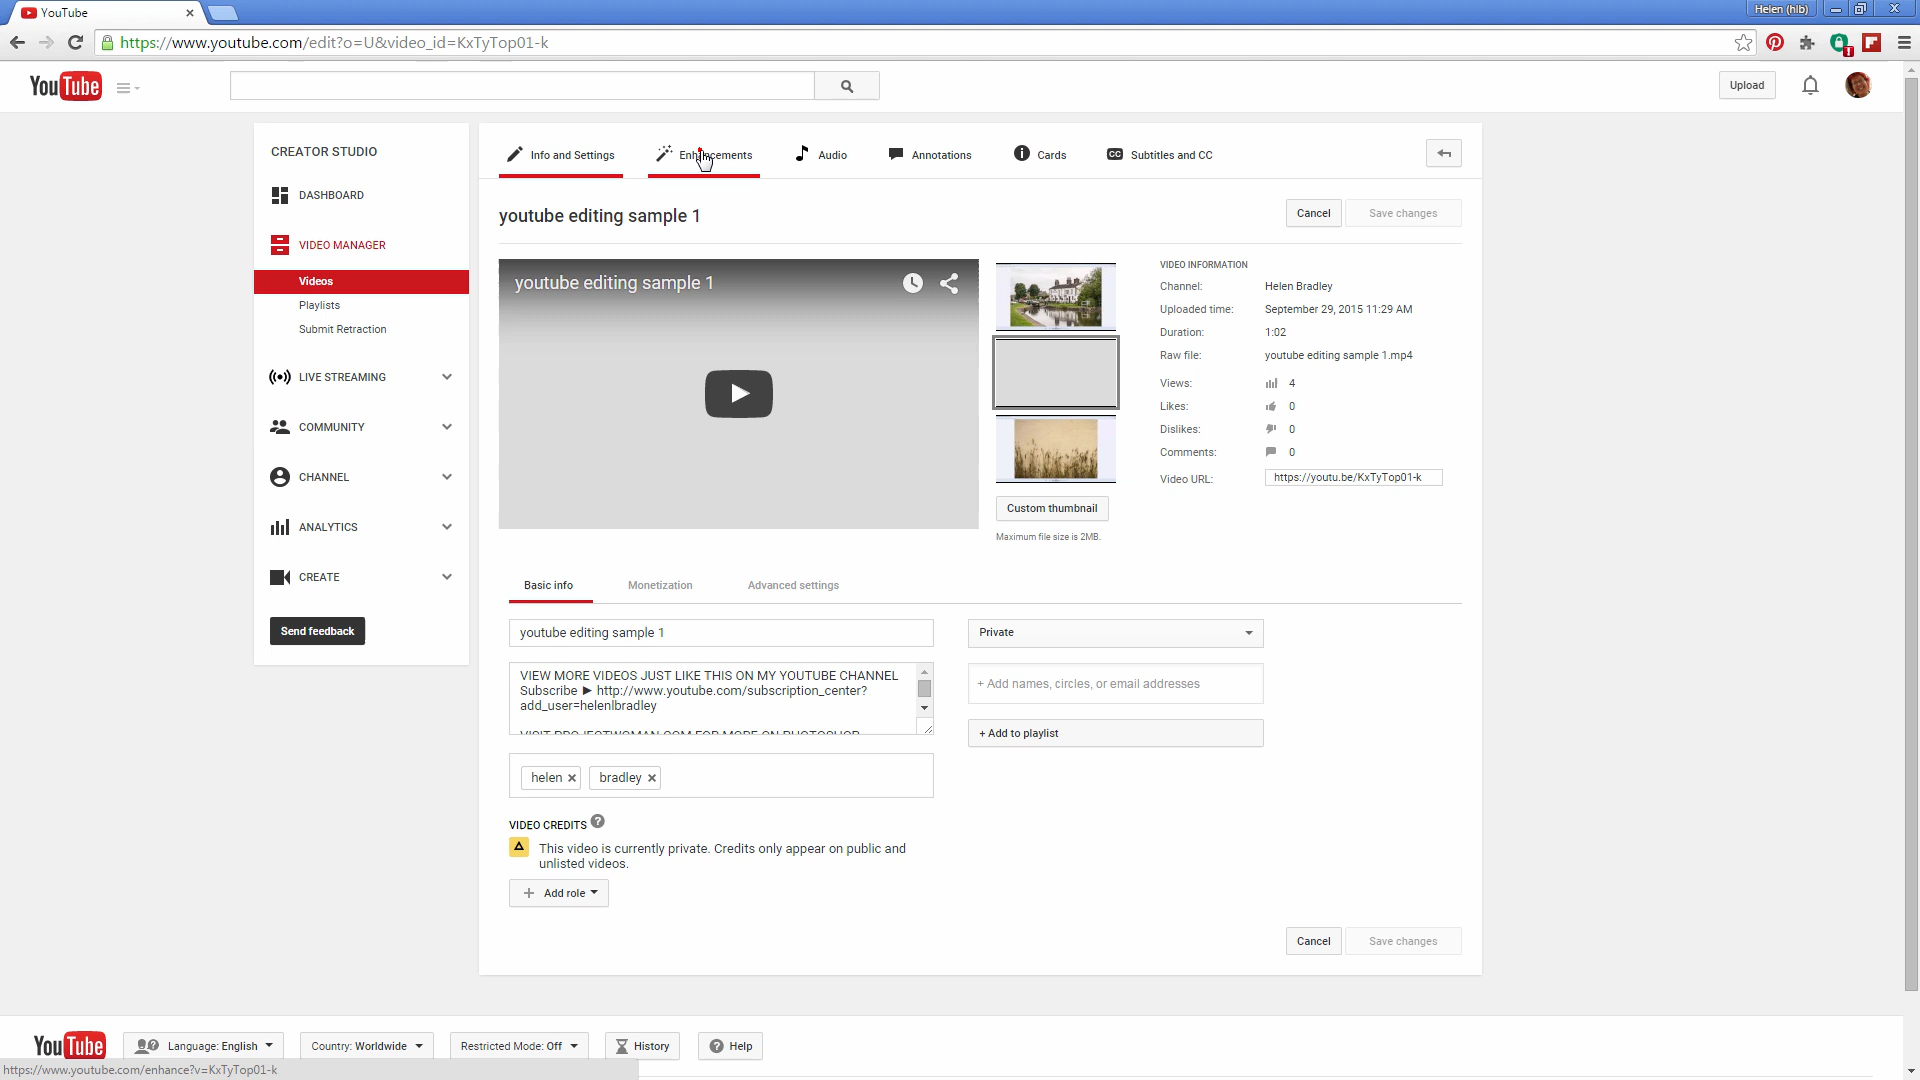 YouTube
Helen (hlb)
https://www.youtube.com/edit?o=U&video_id=KxTyTop01-k
YouTube
Upload
CREATOR STUDIO
DASHBOARD
VIDEO MANAGER
Videos
Playlists
Submit Retraction
LIVE STREAMING
COMMUNITY
CHANNEL
ANALYTICS
CREATE
Send feedback
Info and Settings
Enhancements
Audio
Annotations
Cards
CC Subtitles and CC
youtube editing sample 1
Cancel
Save changes
youtube editing sample 1
Custom thumbnail
Maximum file size is 2MB.
VIDEO INFORMATION
Channel: Helen Bradley
Uploaded time: September 29, 2015 11:29 AM
Duration: 1:02
Raw file: youtube editing sample 1.mp4
Views: 4
Likes: 0
Dislikes: 0
Comments: 0
Video URL: https://youtu.be/KxTyTop01-k
Basic info
Monetization
Advanced settings
youtube editing sample 1
Private
VIEW MORE VIDEOS JUST LIKE THIS ON MY YOUTUBE CHANNEL
Subscribe ► http://www.youtube.com/subscription_center?
add_user=helenlbradley
VISIT PROJECTWOMAN.COM FOR MORE ON PHOTOSHOP
+ Add names, circles, or email addresses
+ Add to playlist
helen
bradley
VIDEO CREDITS ?
This video is currently private. Credits only appear on public and
unlisted videos.
+ Add role
Cancel
Save changes
YouTube
Language: English
Country: Worldwide
Restricted Mode: Off
History
Help
https://www.youtube.com/enhance?v=KxTyTop01-k